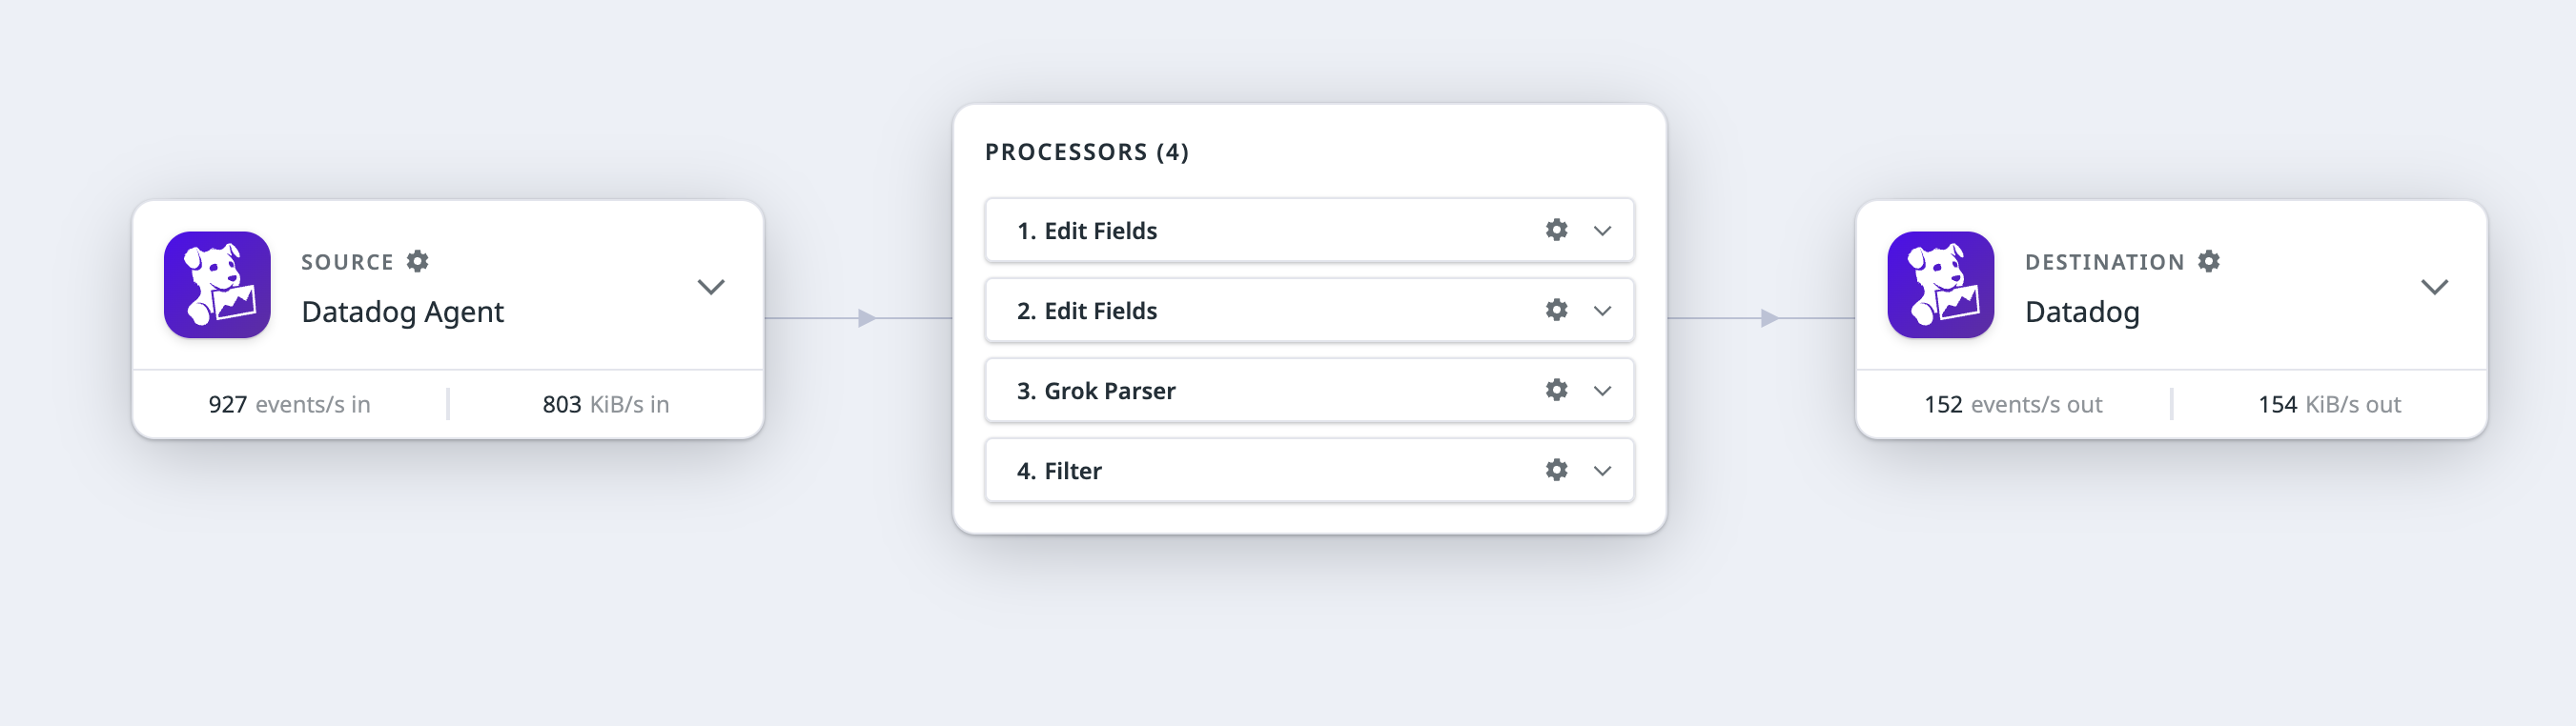 SOURCE
Datadog Agent
927 events/s in
803 KiB/s in
PROCESSORS (4)
1. Edit Fields
2. Edit Fields
3. Grok Parser
4. Filter
DESTINATION
Datadog
152 events/s out
154 KiB/s out